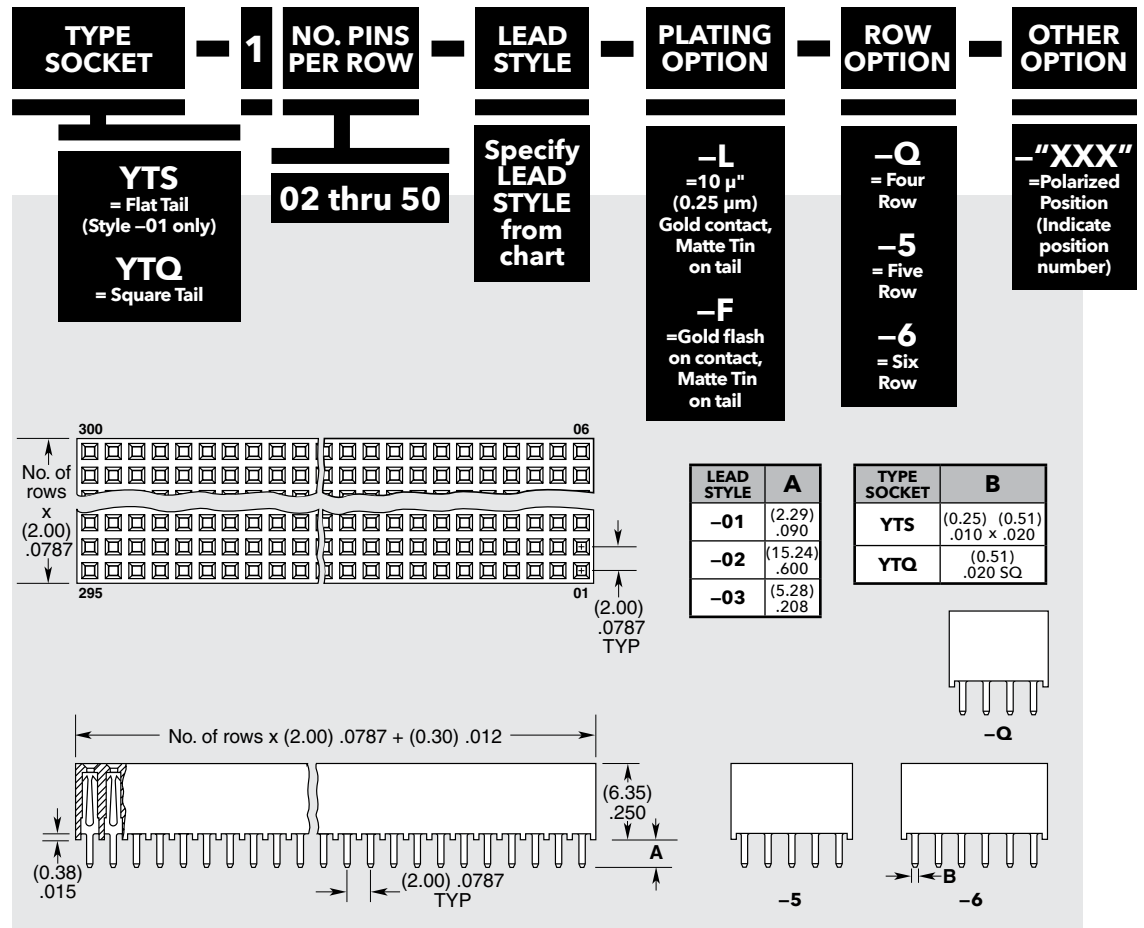 TYPE
SOCKET
1
NO. PINS
PER ROW
LEAD
STYLE
PLATING
OPTION
ROW
OPTION
OTHER
OPTION
YTS
= Flat Tail
(Style –01 only)
YTQ
= Square Tail
02 thru 50
Specify
LEAD
STYLE
from
chart
–L
=10 µ"
(0.25 µm)
Gold contact,
Matte Tin
on tail
–F
=Gold flash
on contact,
Matte Tin
on tail
–Q
= Four
Row
–5
= Five
Row
–6
= Six
Row
–"XXX"
=Polarized
Position
(Indicate
position
number)
300
06
No. of
rows
x
(2.00)
.0787
295
01
(2.00)
.0787
TYP
LEAD
STYLE
A
–01
(2.29)
.090
–02
(15.24)
.600
–03
(5.28)
.208
TYPE
SOCKET
B
YTS
(0.25) (0.51)
.010 x .020
YTQ
(0.51)
.020 SQ
–Q
No. of rows x (2.00) .0787 + (0.30) .012
(6.35)
.250
A
(0.38)
.015
(2.00) .0787
TYP
–5
B
–6